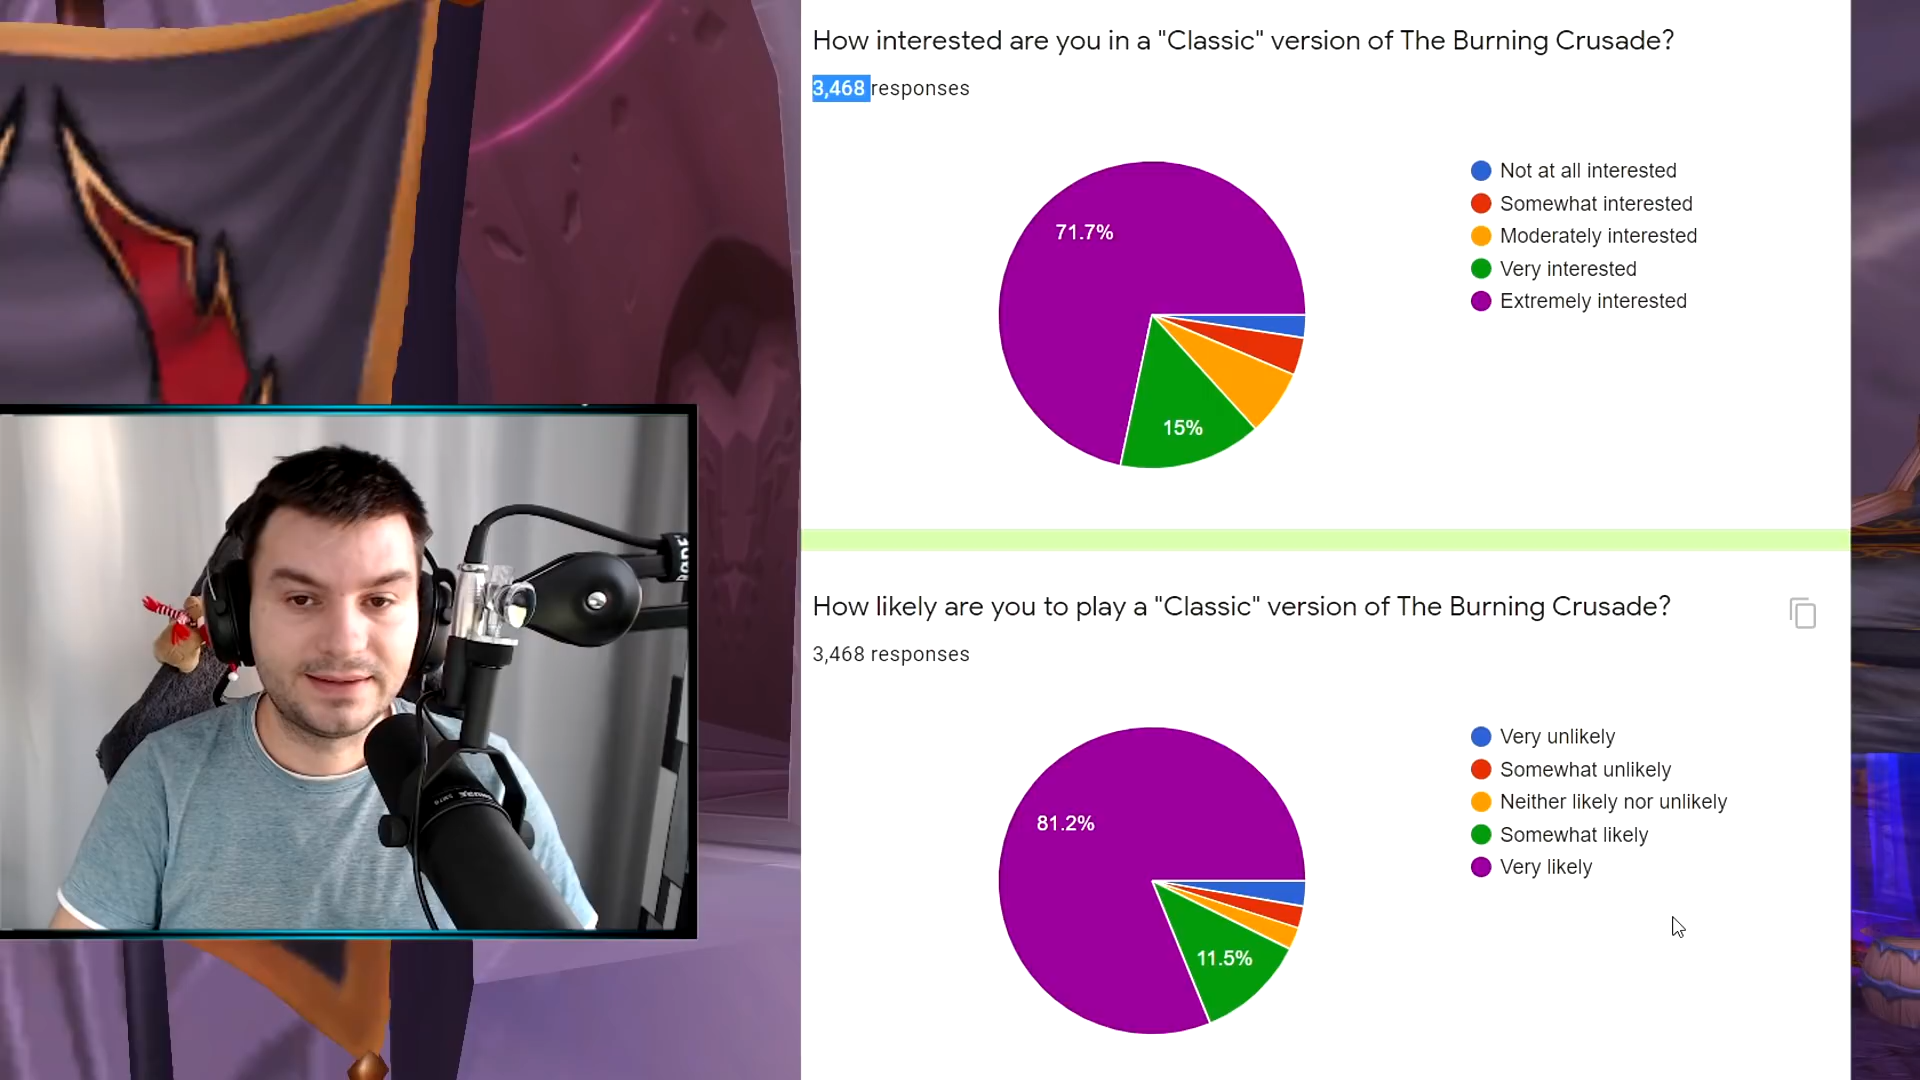 How interested are you in a "Classic" version of The Burning Crusade?
3,468 responses
71.7%
15%
Not at all interested
Somewhat interested
Moderately interested
Very interested
Extremely interested
How likely are you to play a "Classic" version of The Burning Crusade?
3,468 responses
81.2%
11.5%
Very unlikely
Somewhat unlikely
Neither likely nor unlikely
Somewhat likely
Very likely